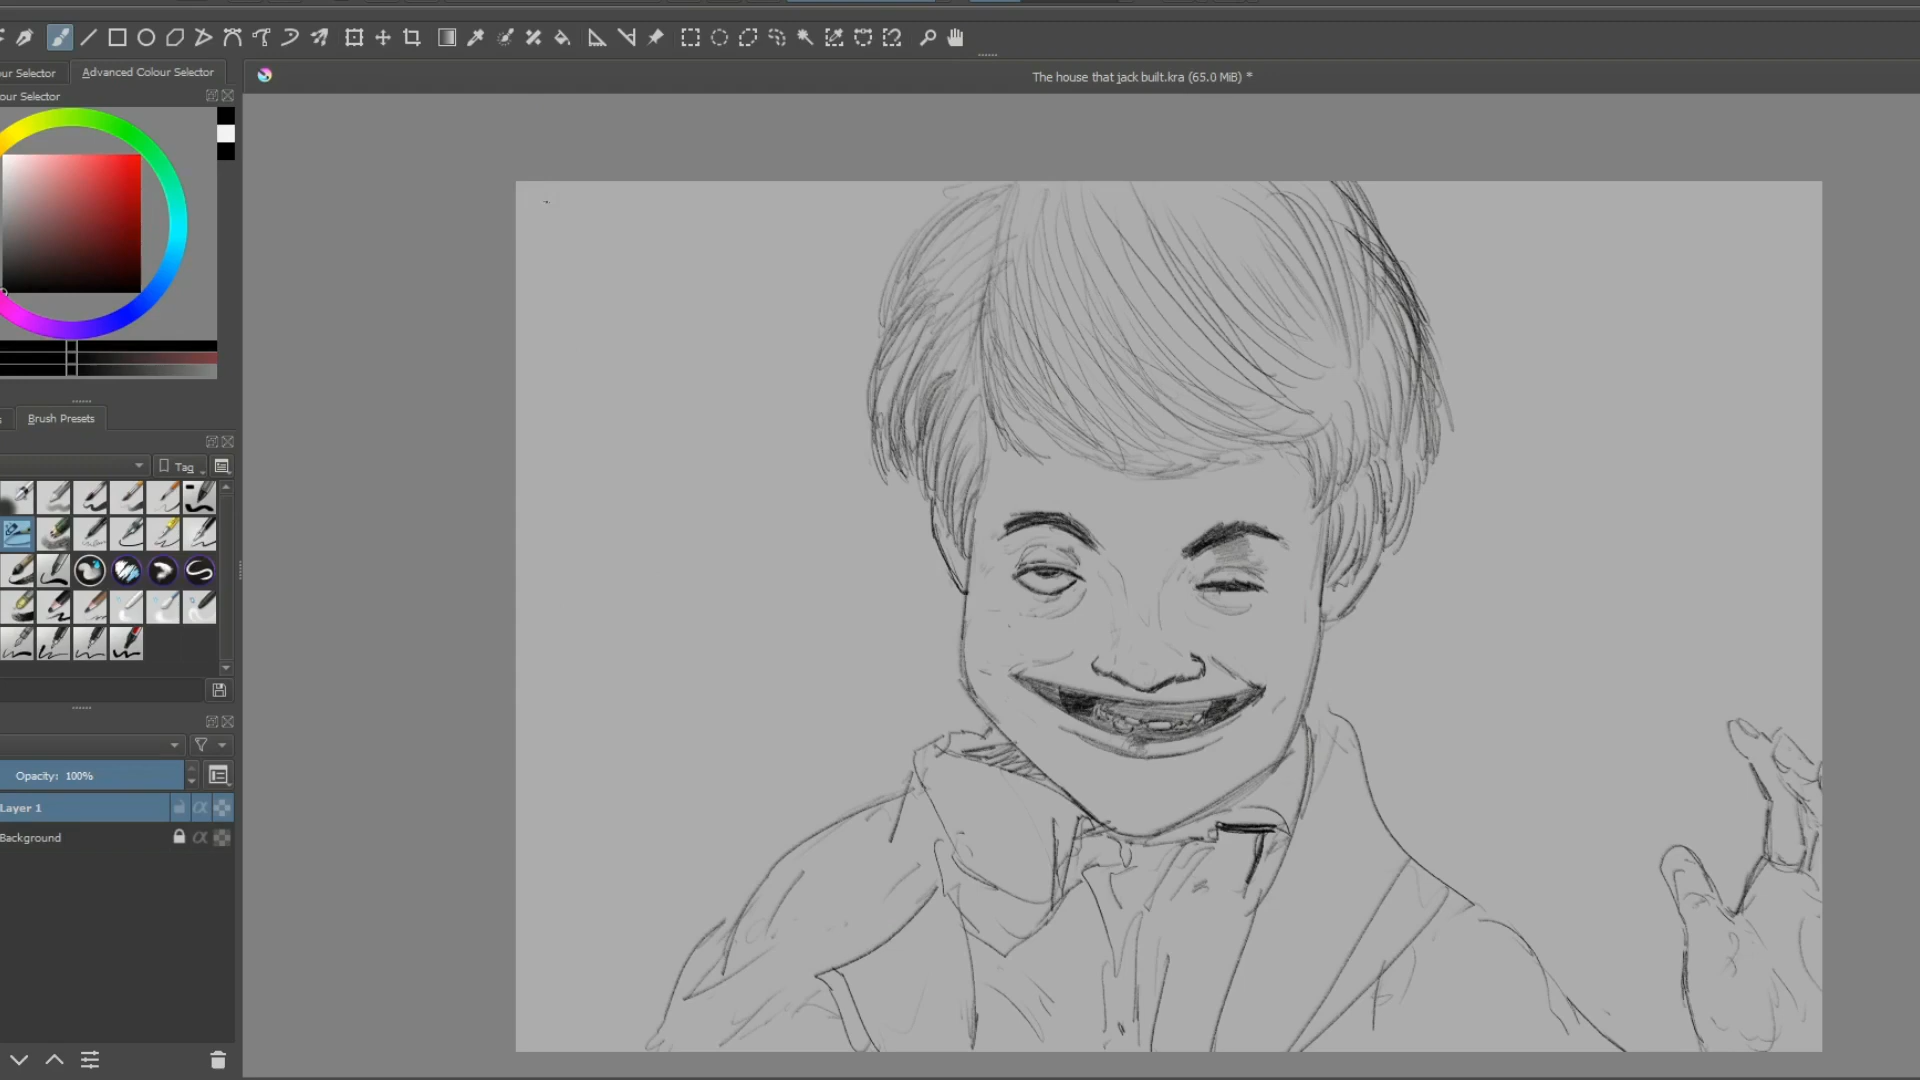 our Selector
Advanced Colour Selector
The house that jack built.kra (65.0 MiB) *
our Selector
Brush Presets
Tag
Opacity: 100%
Layer 1
Background